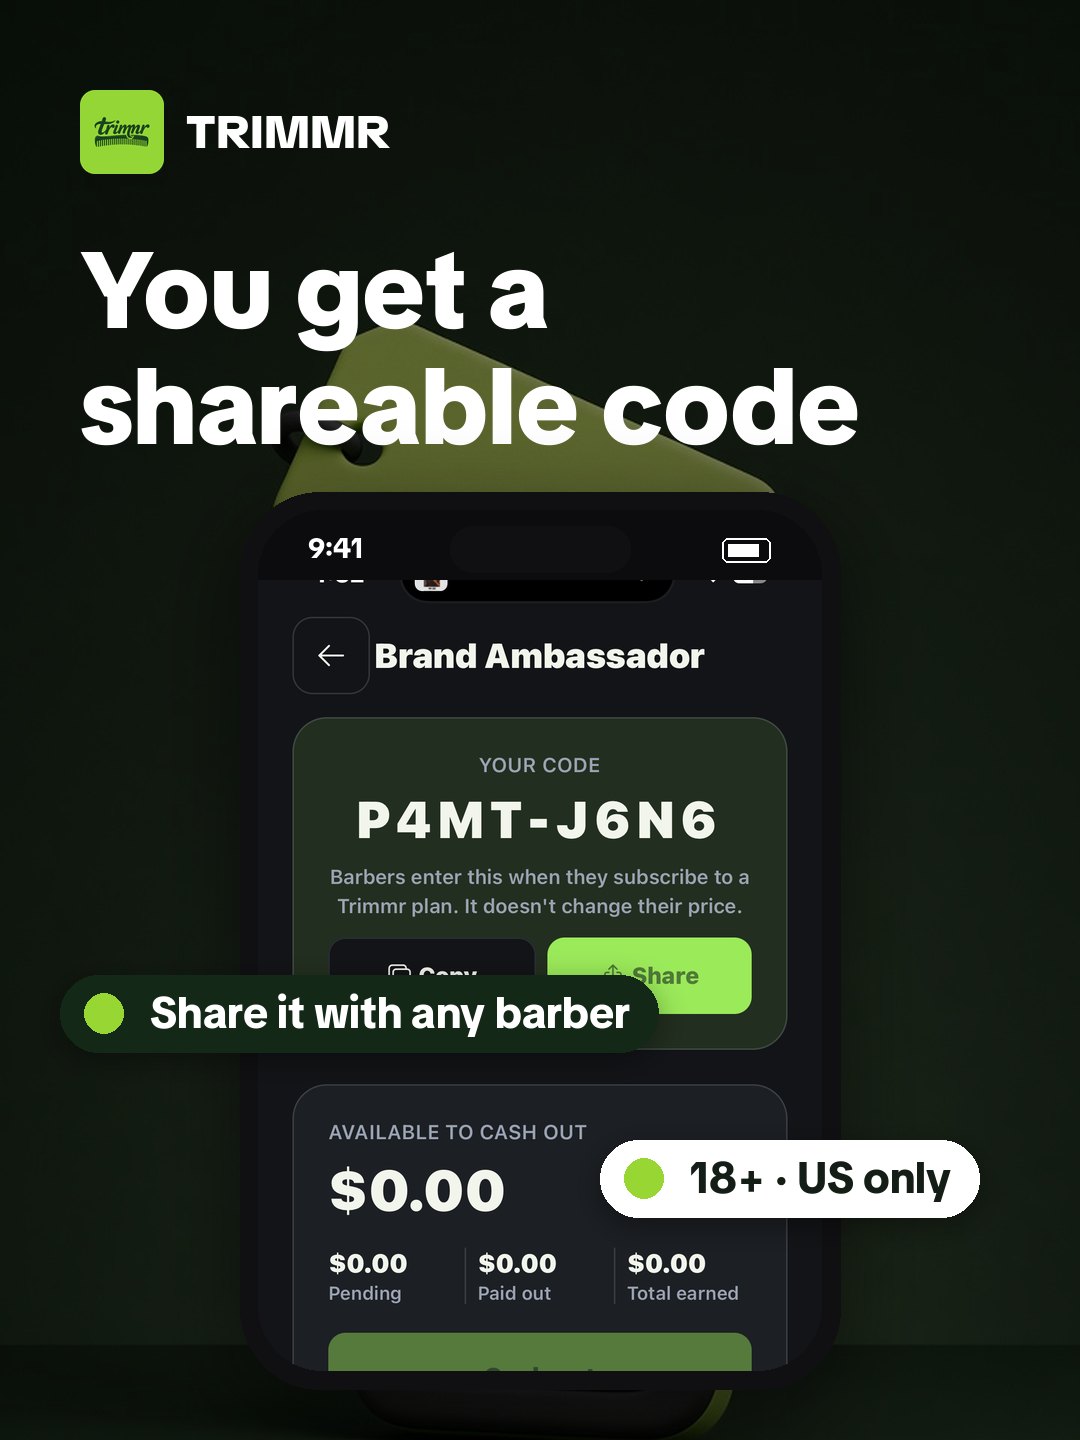 trimmr
TRIMMR
You get a
shareable code
9:41
Brand Ambassador
YOUR CODE
P4MT-J6N6
Barbers enter this when they subscribe to a
Trimmr plan. It doesn't change their price.
Copy
Share
Share it with any barber
AVAILABLE TO CASH OUT
18+ · US only
$0.00
$0.00
$0.00
$0.00
Pending
Paid out
Total earned